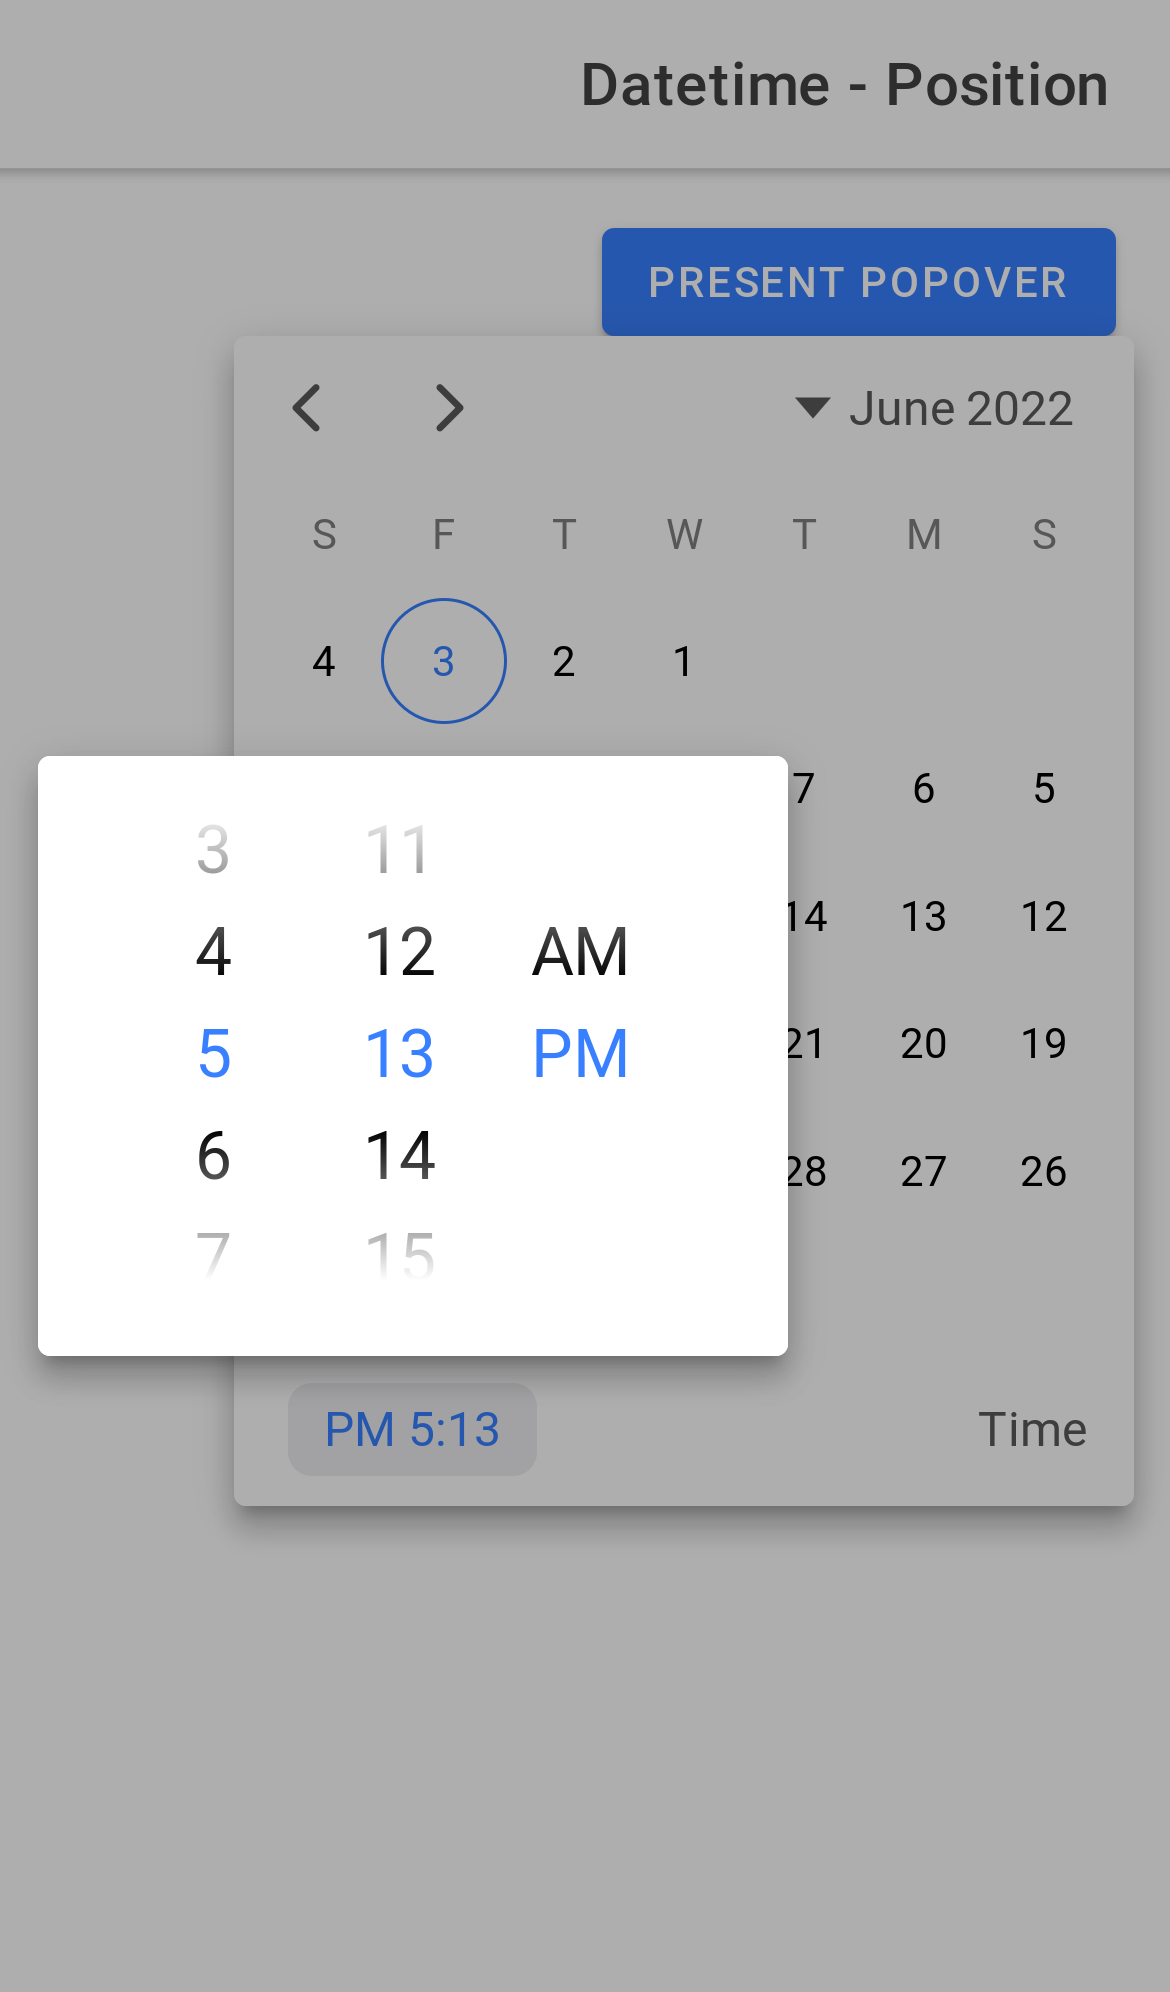 Datetime - Position
PRESENT POPOVER
June 2022
S F T W T M S
4 3 2 1
7 6 5
14 13 12
21 20 19
28 27 26
3 11
4 12 AM
5 13 PM
6 14
7 15
PM 5:13 Time